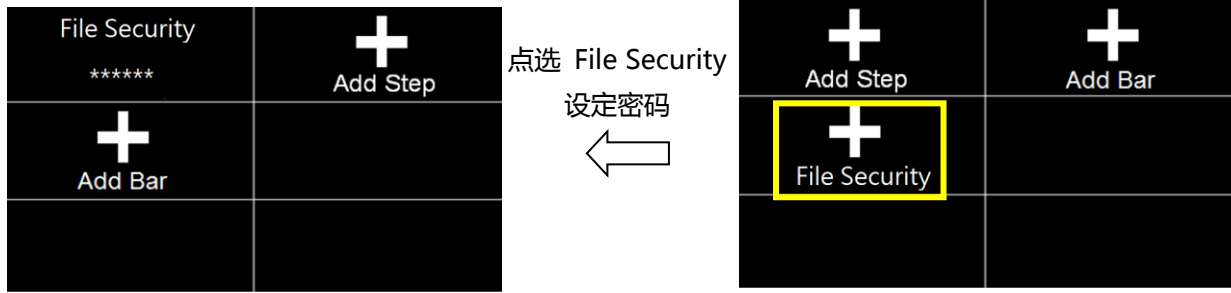 File Security
******
Add Step
Add Bar
点选 File Security
设定密码
Add Step
Add Bar
File Security